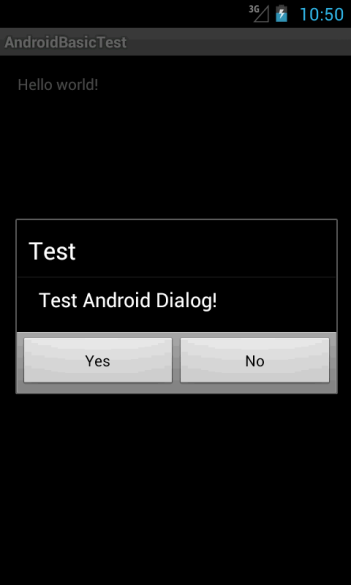 3G 10:50
AndroidBasicTest
Hello world!
Test
Test Android Dialog!
Yes No